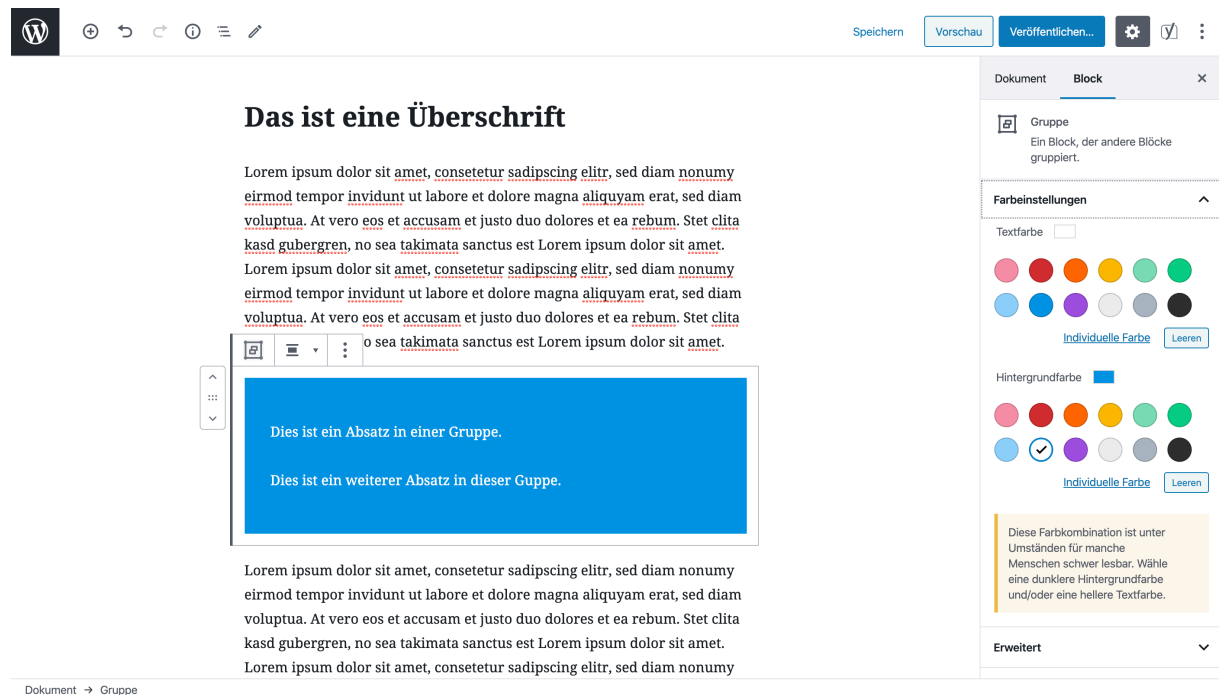 Speichern
Vorschau
Veröffentlichen...
Dokument
Block
Das ist eine Überschrift
Lorem ipsum dolor sit amet, consetetur sadipscing elitr, sed diam nonumy
eirmod tempor invidunt ut labore et dolore magna aliquyam erat, sed diam
voluptua. At vero eos et accusam et justo duo dolores et ea rebum. Stet clita
kasd gubergren, no sea takimata sanctus est Lorem ipsum dolor sit amet.
Lorem ipsum dolor sit amet, consetetur sadipscing elitr, sed diam nonumy
eirmod tempor invidunt ut labore et dolore magna aliquyam erat, sed diam
voluptua. At vero eos et accusam et justo duo dolores et ea rebum. Stet clita
o sea takimata sanctus est Lorem ipsum dolor sit amet.
Dies ist ein Absatz in einer Gruppe.
Dies ist ein weiterer Absatz in dieser Guppe.
Lorem ipsum dolor sit amet, consetetur sadipscing elitr, sed diam nonumy
eirmod tempor invidunt ut labore et dolore magna aliquyam erat, sed diam
voluptua. At vero eos et accusam et justo duo dolores et ea rebum. Stet clita
kasd gubergren, no sea takimata sanctus est Lorem ipsum dolor sit amet.
Lorem ipsum dolor sit amet, consetetur sadipscing elitr, sed diam nonumy
Gruppe
Ein Block, der andere Blöcke
gruppiert.
Farbeinstellungen
Textfarbe
Individuelle Farbe
Leeren
Hintergrundfarbe
Individuelle Farbe
Leeren
Diese Farbkombination ist unter
Umständen für manche
Menschen schwer lesbar. Wähle
eine dunklere Hintergrundfarbe
und/oder eine hellere Textfarbe.
Erweitert
Dokument → Gruppe